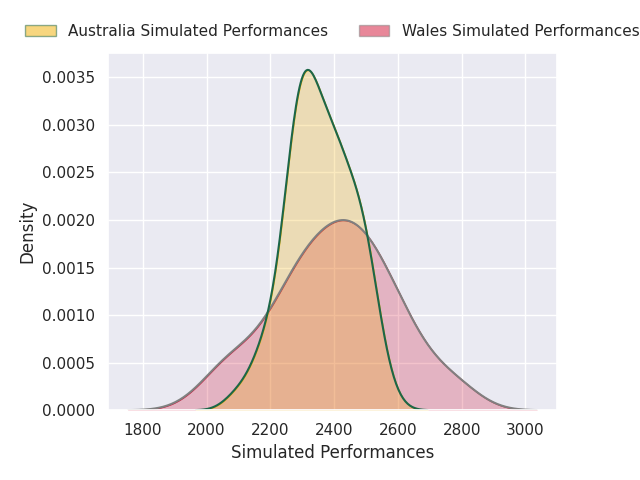 Australia Simulated Performances Wales Simulated Performances
0.0035
0.0030
0.0025
0.0020
0.0015
0.0010
0.0005
0.0000
Density
1800 2000 2200 2400 2600 2800 3000
Simulated Performances